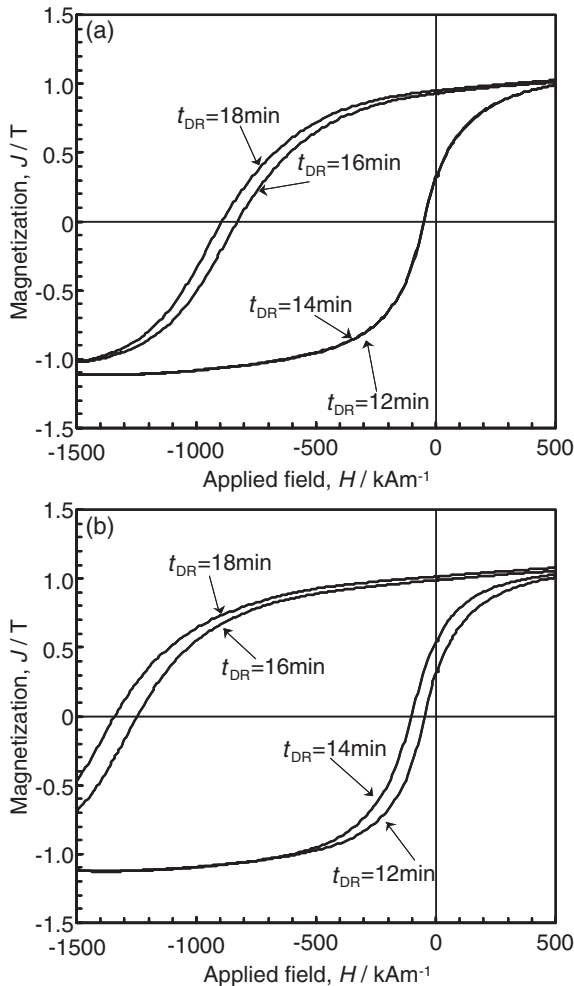 (a)
1.5
1.0
0.5
0
-0.5
-1.0
-1.5
Magnetization, J / T
tDR=18min
tDR=16min
tDR=14min
tDR=12min
-1500
-1000
-500
0
500
Applied field, H / kAm-1
(b)
1.5
1.0
0.5
0
-0.5
-1.0
-1.5
Magnetization, J / T
tDR=18min
tDR=16min
tDR=14min
tDR=12min
-1500
-1000
-500
0
500
Applied field, H / kAm-1